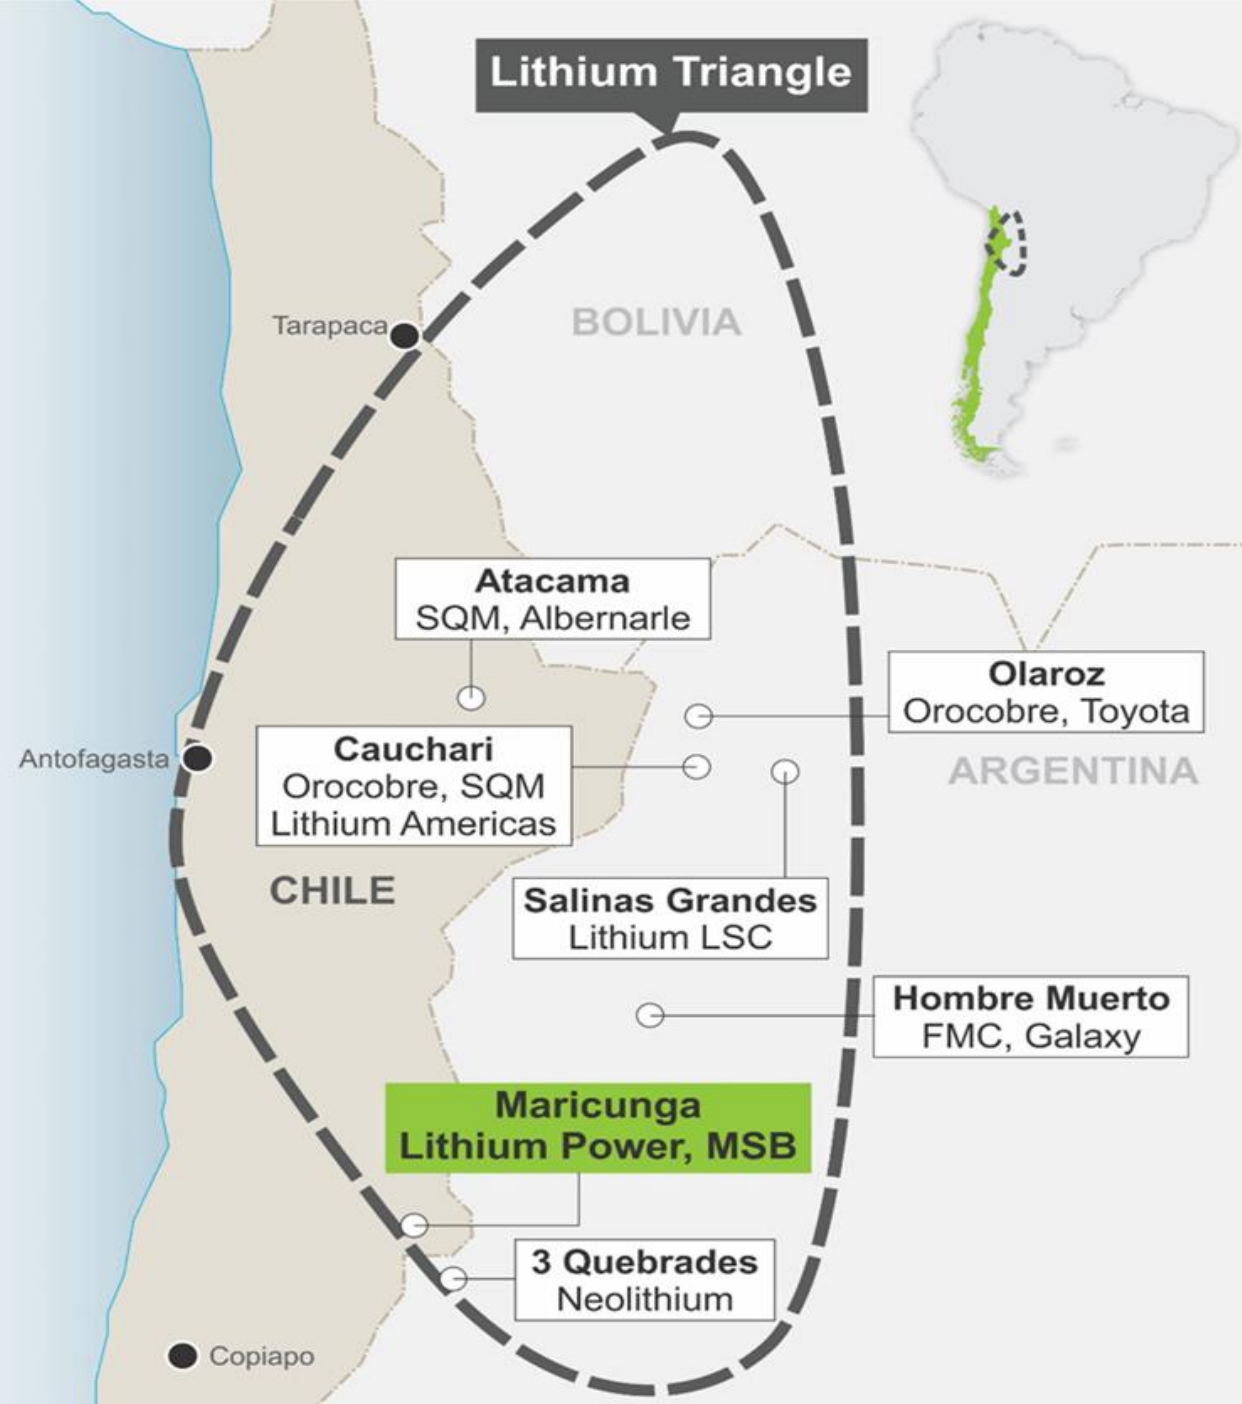 Lithium Triangle
Tarapaca
BOLIVIA
Atacama
SQM, Albernarle
Olaroz
Orocobre, Toyota
Antofagasta
Cauchari
Orocobre, SQM
Lithium Americas
ARGENTINA
CHILE
Salinas Grandes
Lithium LSC
Hombre Muerto
FMC, Galaxy
Maricunga
Lithium Power, MSB
3 Quebrades
Neolithium
Copiapo